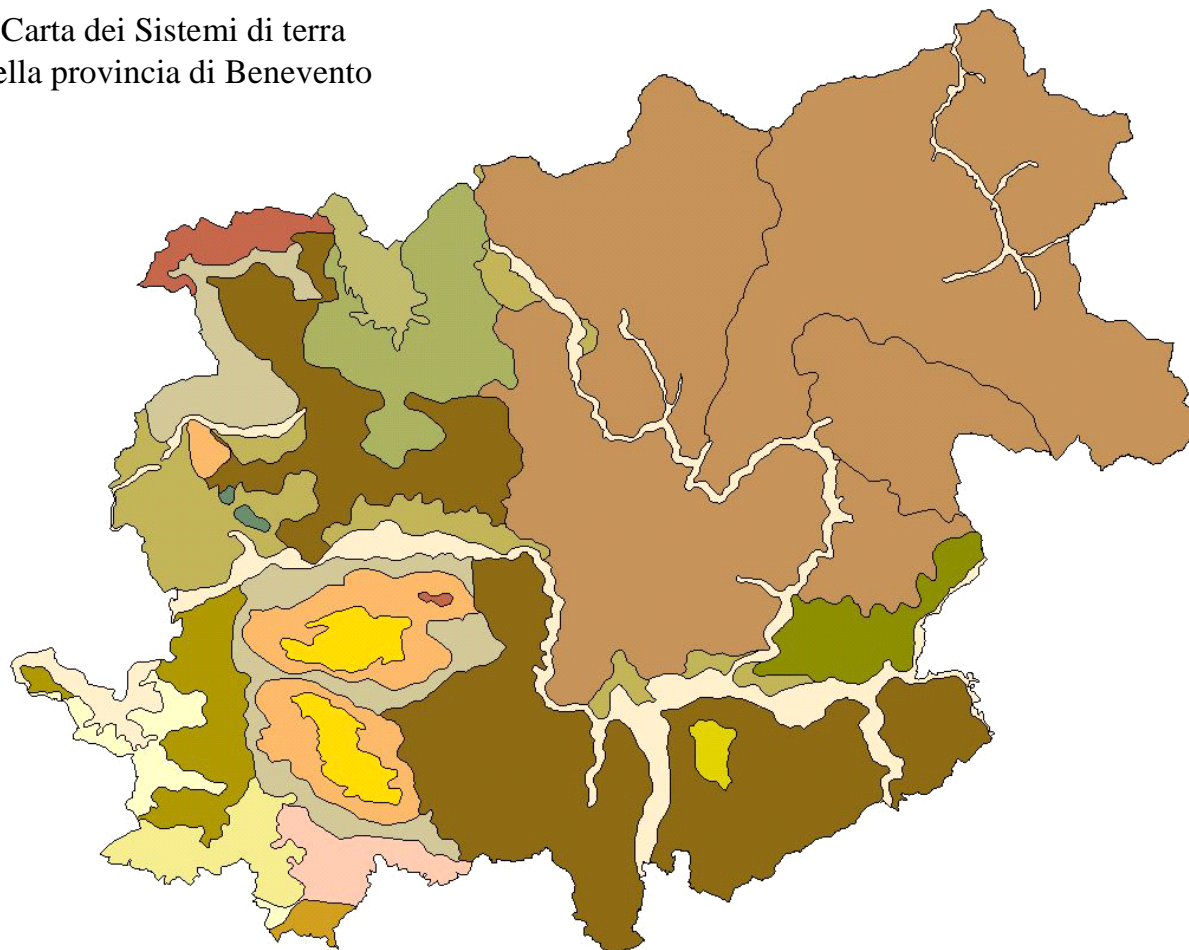 Carta dei Sistemi di terra
ella provincia di Benevento